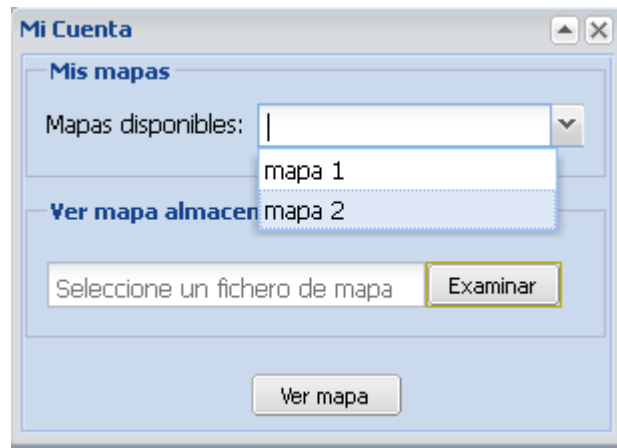 Mi Cuenta
Mis mapas
Mapas disponibles:
mapa 1
mapa 2
Ver mapa almacen
Seleccione un fichero de mapa
Examinar
Ver mapa